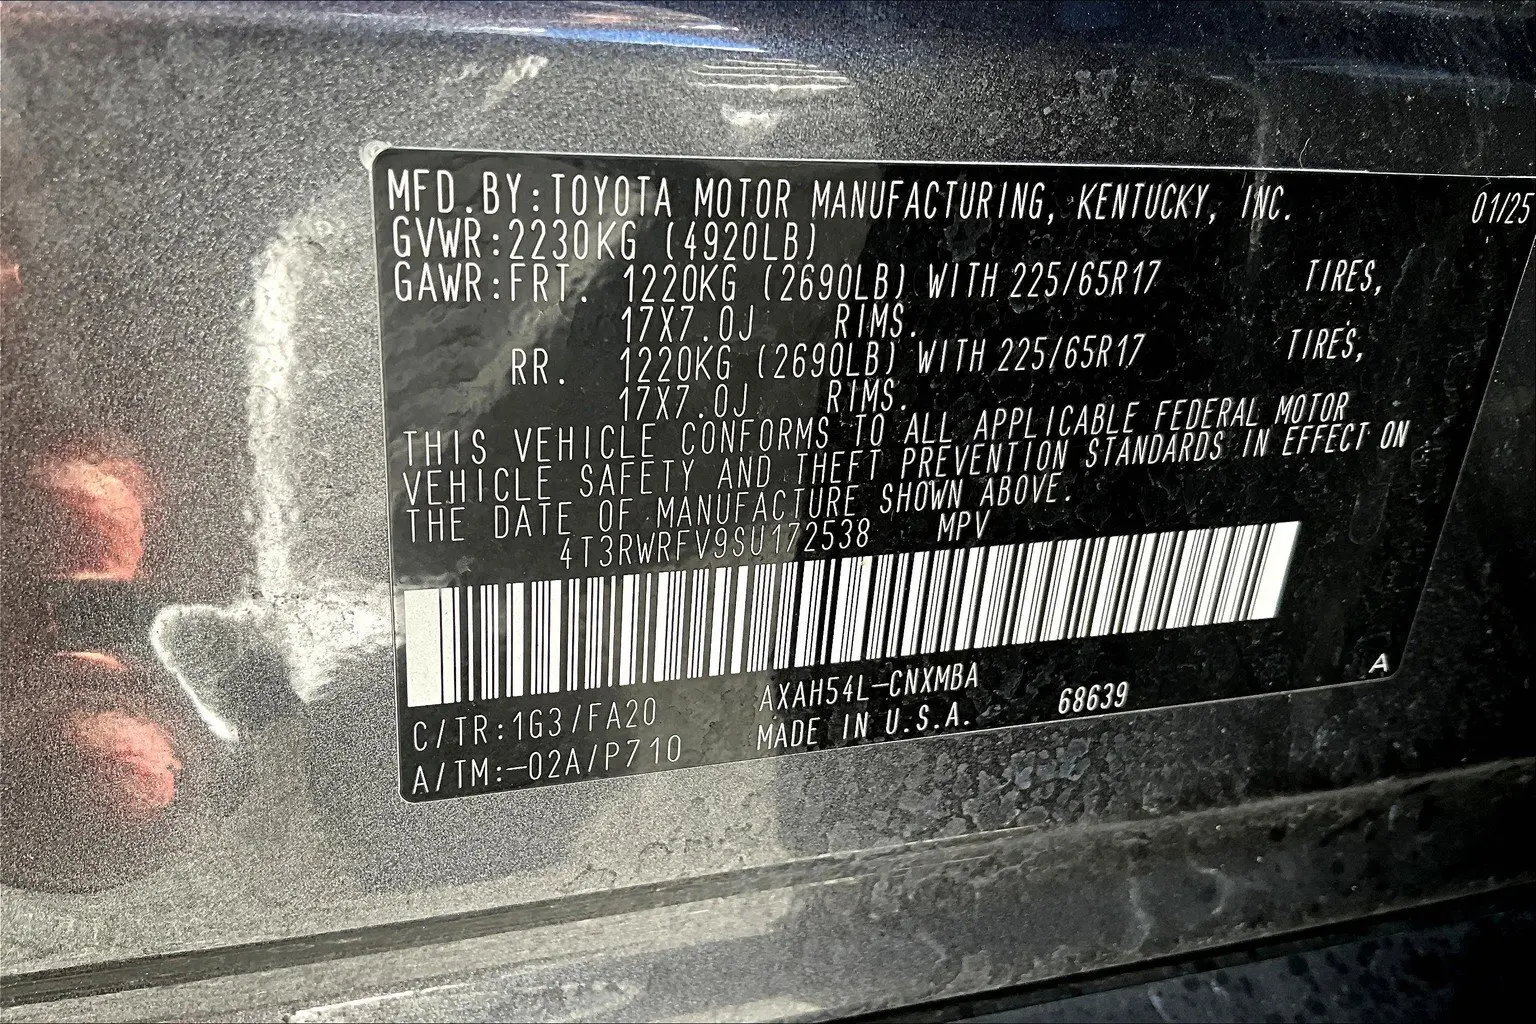 MFD.BY:TOYOTA MOTOR MANUFACTURING, KENTUCKY, INC. 01/25
GVWR:2230KG (4920LB)
GAWR:FRT. 1220KG (2690LB) WITH 225/65R17 TIRES,
17X7.0J RIMS.
RR. 1220KG (2690LB) WITH 225/65R17 TIRES,
17X7.0J RIMS.
THIS VEHICLE CONFORMS TO ALL APPLICABLE FEDERAL MOTOR
VEHICLE SAFETY AND THEFT PREVENTION STANDARDS IN EFFECT ON
THE DATE OF MANUFACTURE SHOWN ABOVE.
4T3RWRFV9SU172538 MPV
C/TR:1G3/FA20 AXAH54L-CNXMBA
A/TM:-02A/P710 MADE IN U.S.A. 68639 A